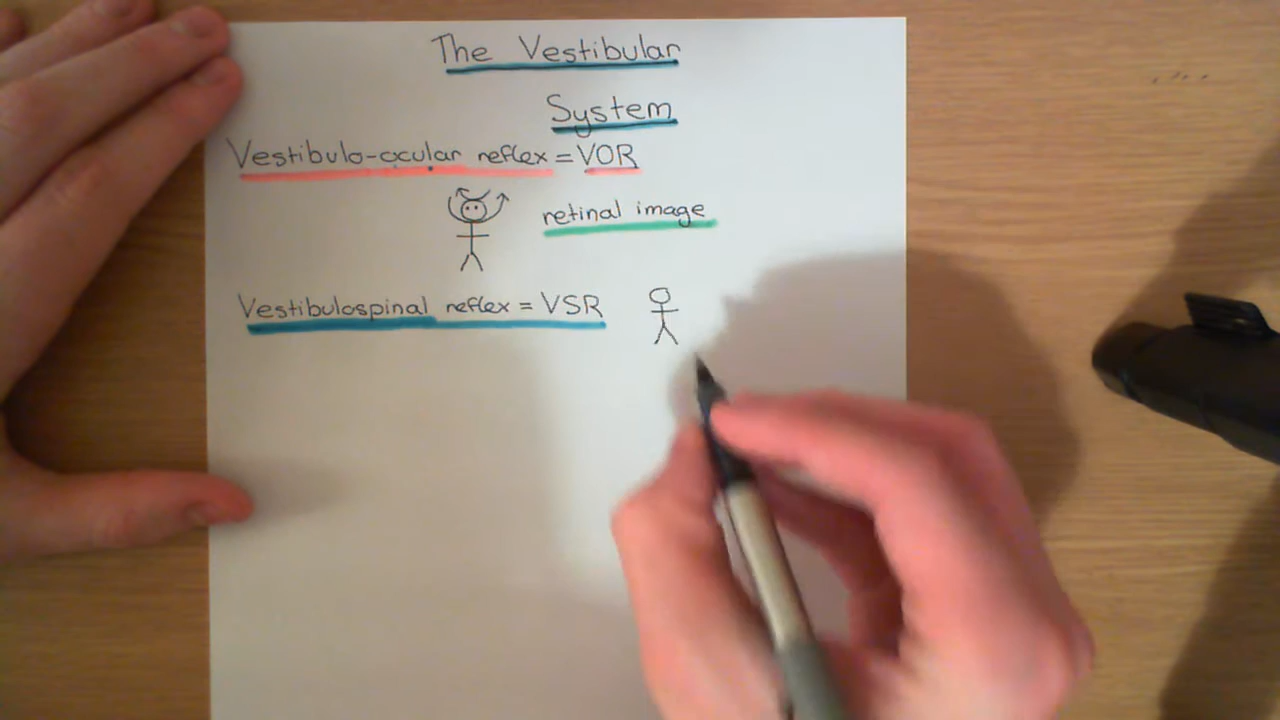 The Vestibular
System
Vestibulo-ocular reflex = VOR
retinal image
Vestibulospinal reflex = VSR